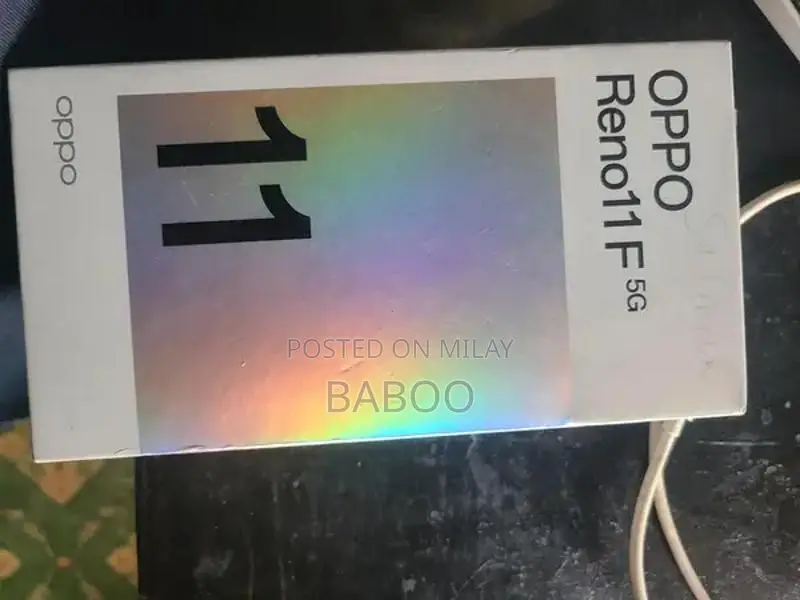 OPPO
Reno11 F 5G
11
oppo
POSTED ON MILAY
BABOO